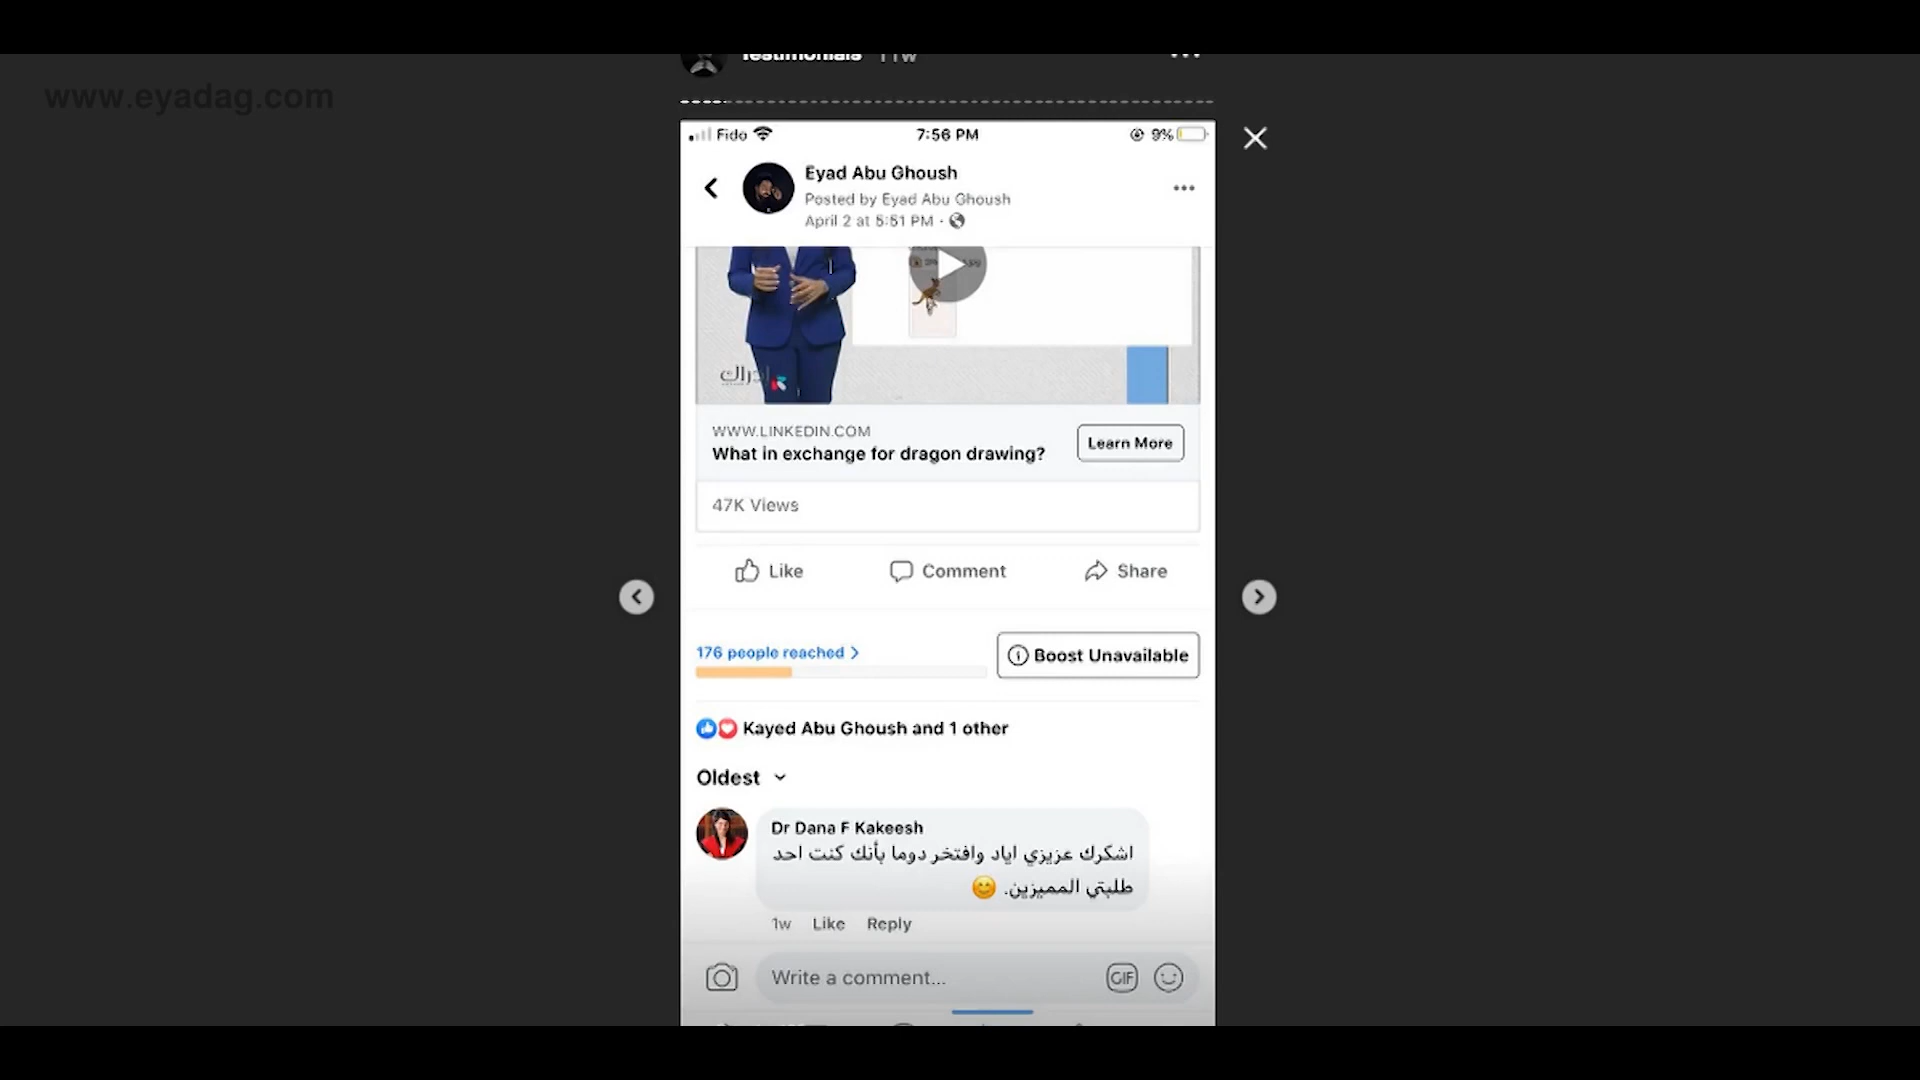 Testimonials 11w
www.eyadag.com
Fido 7:56 PM 9%
Eyad Abu Ghoush
Posted by Eyad Abu Ghoush
April 2 at 5:51 PM ·
إدراك
WWW.LINKEDIN.COM
What in exchange for dragon drawing?
Learn More
47K Views
Like Comment Share
176 people reached
Boost Unavailable
Kayed Abu Ghoush and 1 other
Oldest
Dr Dana F Kakeesh
اشكرك عزيزي اياد وافتخر دوما بأنك كنت احد
طلبتي المميزين. 😊
1w Like Reply
Write a comment... GIF